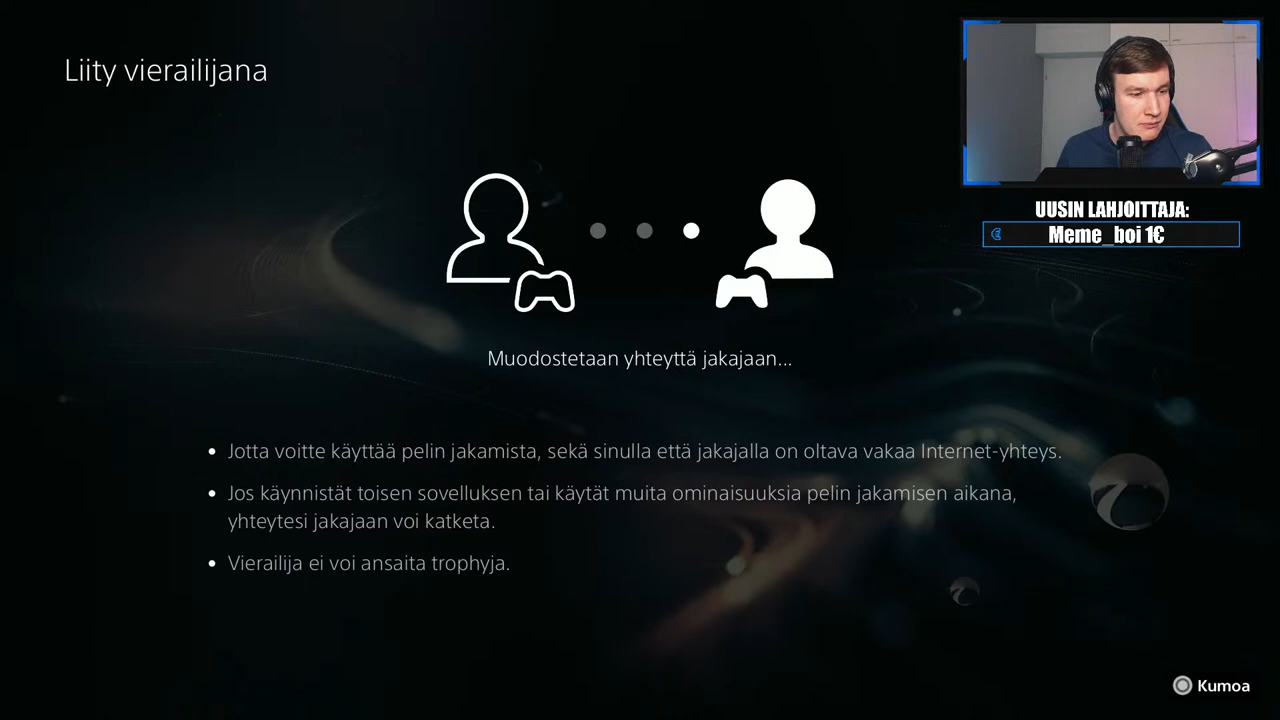 Liity vierailijana
UUSIN LAHJOITTAJA:
Meme_boi 1€
Muodostetaan yhteyttä jakajaan...
Jotta voitte käyttää pelin jakamista, sekä sinulla että jakajalla on oltava vakaa Internet-yhteys.
Jos käynnistät toisen sovelluksen tai käytät muita ominaisuuksia pelin jakamisen aikana,
yhteytesi jakajaan voi katketa.
Vierailija ei voi ansaita trophyja.
Kumoa